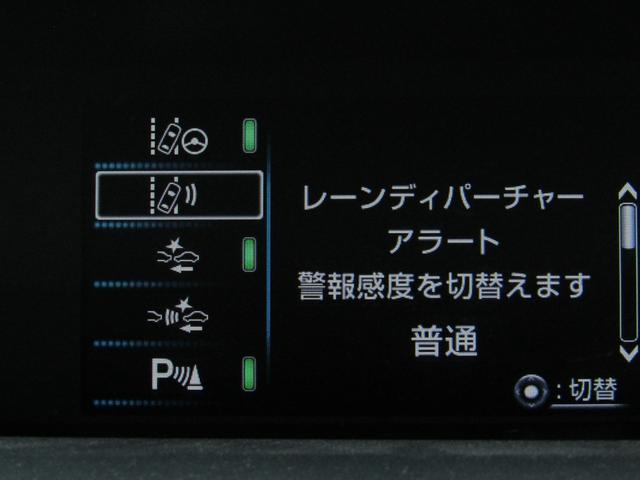 レーンディパーチャー
アラート
警報感度を切替えます
普通
:切替
P